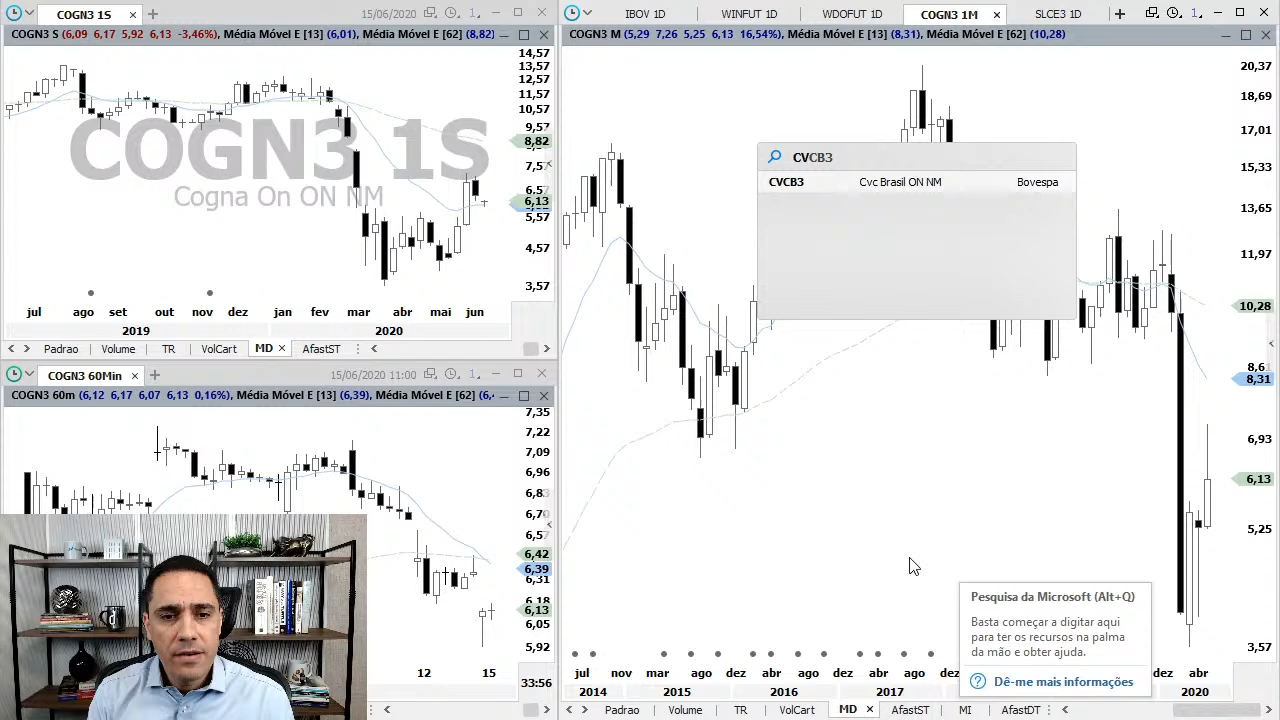 COGN3 1S
15/06/2020
1
COGN3 S (6,09 6,17 5,92 6,13 -3,46%), Média Móvel E [13] (6,01), Média Móvel E [62] (8,82)
COGN3 1S
Cogna On ON NM
14,57
13,57
12,57
11,57
10,57
9,57
8,82
6,13
5,57
4,57
3,57
jul ago set out nov dez jan fev mar abr mai jun
2019 2020
Padrao Volume TR VolCart MD AfastST
COGN3 60Min
15/06/2020 11:00
1
COGN3 60m (6,12 6,17 6,07 6,13 0,16%), Média Móvel E [13] (6,39), Média Móvel E [62] (6,
7,35
7,22
7,09
6,96
6,70
6,42
6,39
6,31
6,13
6,05
5,92
12 15
33:56
IBOV 1D WINFUT 1D WDOFUT 1D COGN3 1M SLCE3 1D
1
COGN3 M (5,29 7,26 5,25 6,13 16,54%), Média Móvel E [13] (8,31), Média Móvel E [62] (10,28)
20,37
18,69
17,01
15,33
13,65
11,97
10,28
8,31
6,93
6,13
5,25
3,57
CVCB3
CVCB3 Cvc Brasil ON NM Bovespa
Pesquisa da Microsoft (Alt+Q)
Basta começar a digitar aqui
para ter os recursos na palma
da mão e obter ajuda.
Dê-me mais informações
jul nov mar ago dez abr ago dez abr ago dez abr
2014 2015 2016 2017 2020
Padrao Volume TR VolCart MD AfastST MI AfastDT